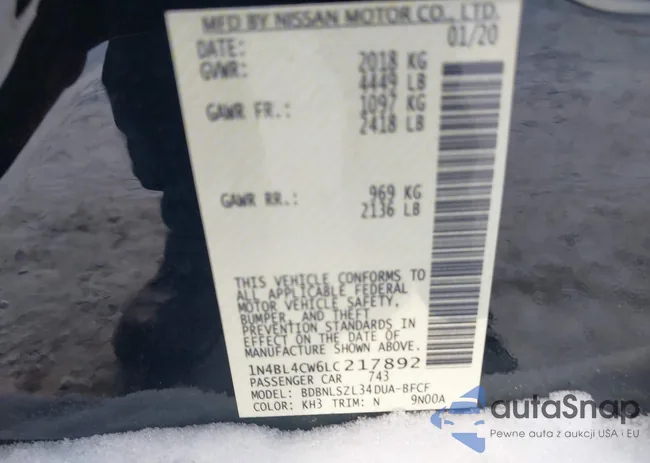 MFD BY NISSAN MOTOR CO., LTD.
DATE: 01/20
GVWR: 2018 KG
4449 LB
GAWR FR.: 1097 KG
2418 LB
GAWR RR.: 969 KG
2136 LB
THIS VEHICLE CONFORMS TO
ALL APPLICABLE FEDERAL
MOTOR VEHICLE SAFETY,
BUMPER, AND THEFT
PREVENTION STANDARDS IN
EFFECT ON THE DATE OF
MANUFACTURE SHOWN ABOVE.
1N4BL4CW6LC217892
PASSENGER CAR 743
MODEL: BDBNLSZL34DUA-BFCF
COLOR: KH3 TRIM: N 9N00A
autoSnap
Pewne auta z aukcji USA i EU